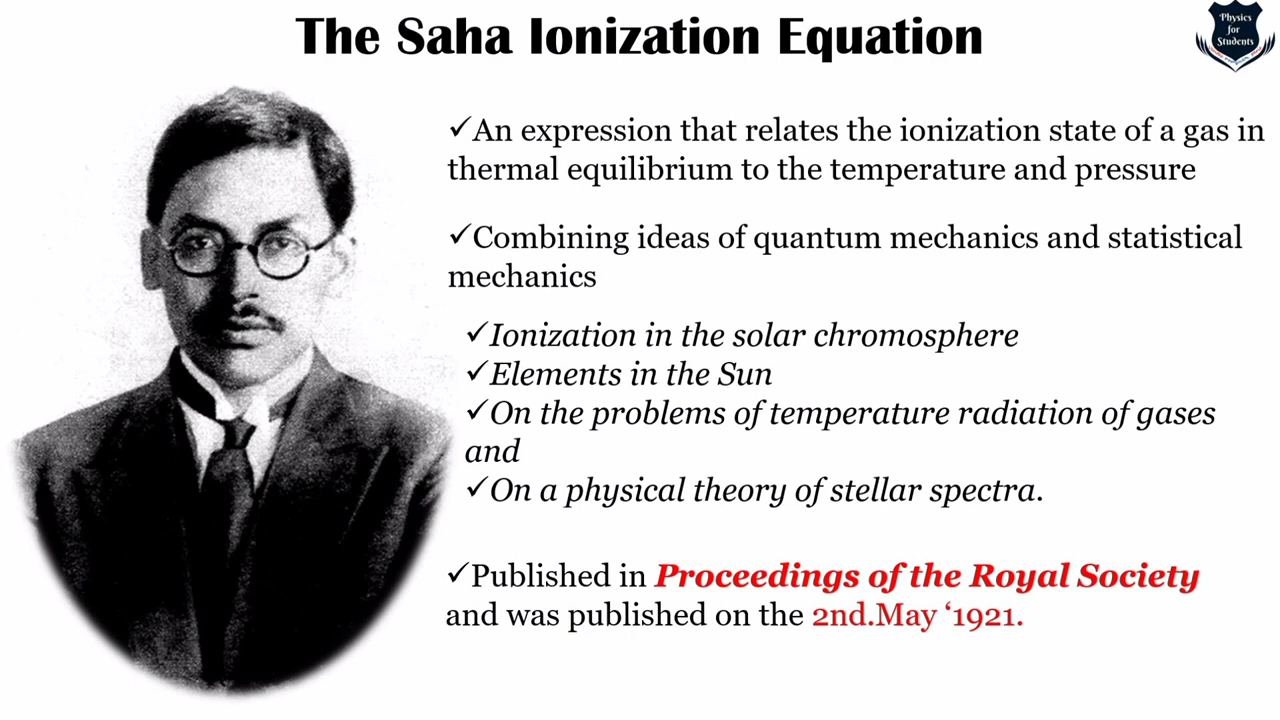 The Saha Ionization Equation
Physics
for
Students
✓An expression that relates the ionization state of a gas in
thermal equilibrium to the temperature and pressure
✓Combining ideas of quantum mechanics and statistical
mechanics
✓Ionization in the solar chromosphere
✓Elements in the Sun
✓On the problems of temperature radiation of gases
and
✓On a physical theory of stellar spectra.
✓Published in Proceedings of the Royal Society
and was published on the 2nd.May ‘1921.